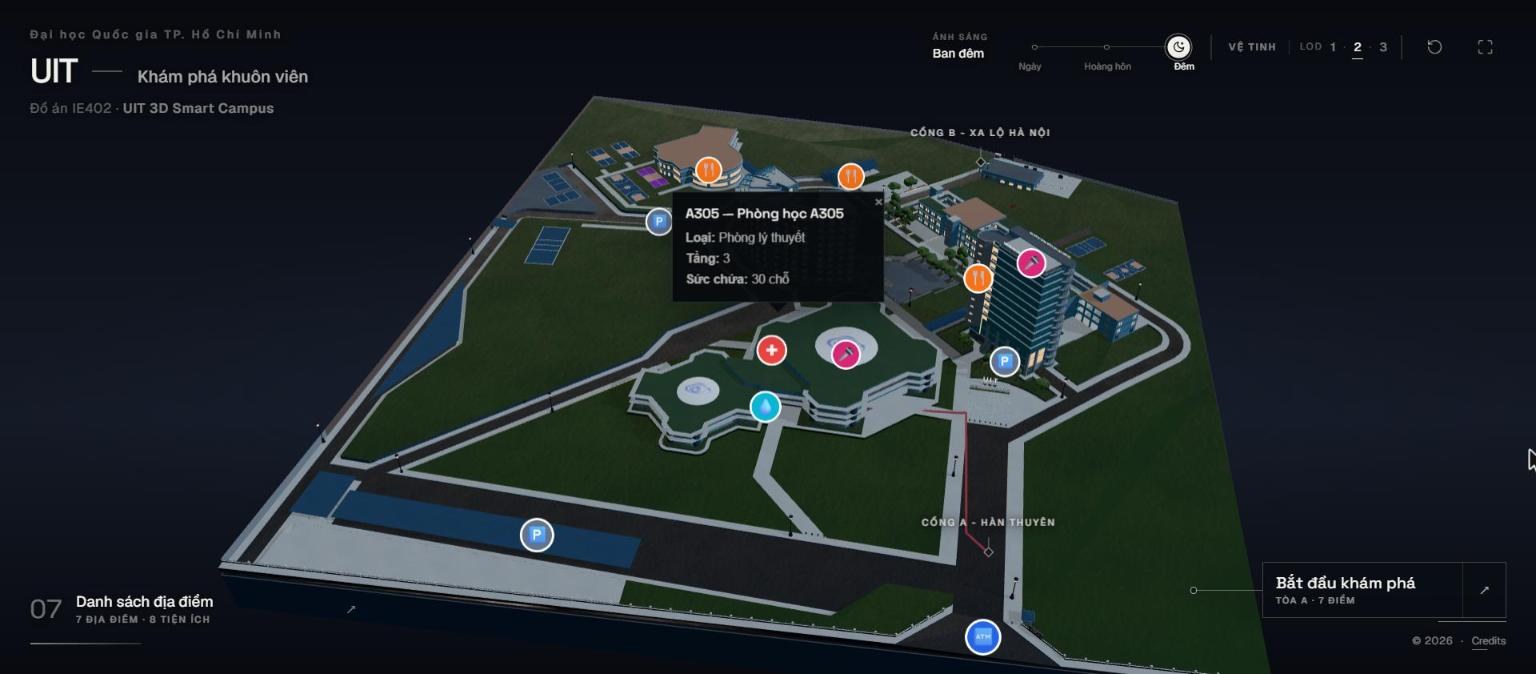 Đại học Quốc gia TP. Hồ Chí Minh
UIT — Khám phá khuôn viên
Đồ án IE402 · UIT 3D Smart Campus
ÁNH SÁNG
Ban đêm
Ngày
Hoàng hôn
Đêm
VỆ TINH
LOD 1 · 2 · 3
CỔNG B - XA LỘ HÀ NỘI
A305 — Phòng học A305
×
Loại: Phòng lý thuyết
Tầng: 3
Sức chứa: 30 chỗ
P
P
UIT
CỔNG A - HÀN THUYÊN
P
ATM
07 Danh sách địa điểm
7 ĐỊA ĐIỂM · 8 TIỆN ÍCH
↗
Bắt đầu khám phá
TÒA A · 7 ĐIỂM
↗
© 2026 · Credits